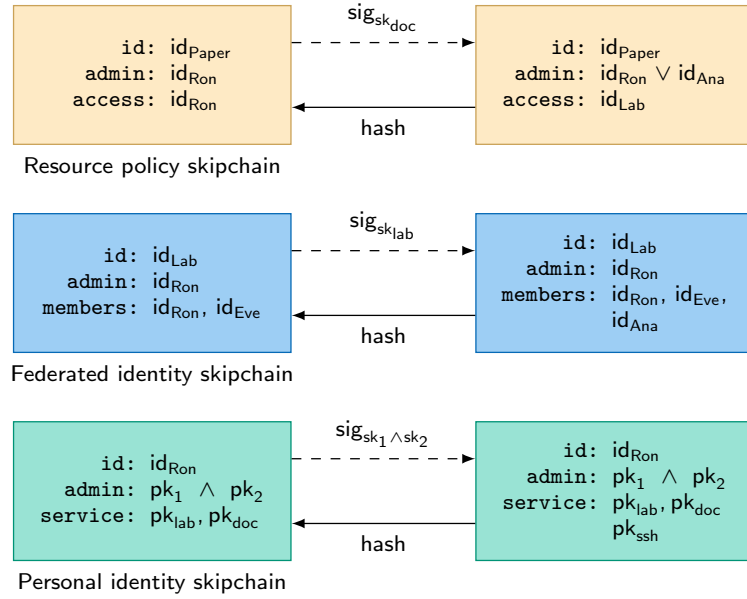 sig_sk_doc
id: id_Paper
admin: id_Ron
access: id_Ron
id: id_Paper
admin: id_Ron ∨ id_Ana
access: id_Lab
hash
Resource policy skipchain
sig_sk_lab
id: id_Lab
admin: id_Ron
members: id_Ron, id_Eve
id: id_Lab
admin: id_Ron
members: id_Ron, id_Eve,
id_Ana
hash
Federated identity skipchain
sig_sk_1 ∧ sk_2
id: id_Ron
admin: pk_1 ∧ pk_2
service: pk_lab, pk_doc
id: id_Ron
admin: pk_1 ∧ pk_2
service: pk_lab, pk_doc
pk_ssh
hash
Personal identity skipchain